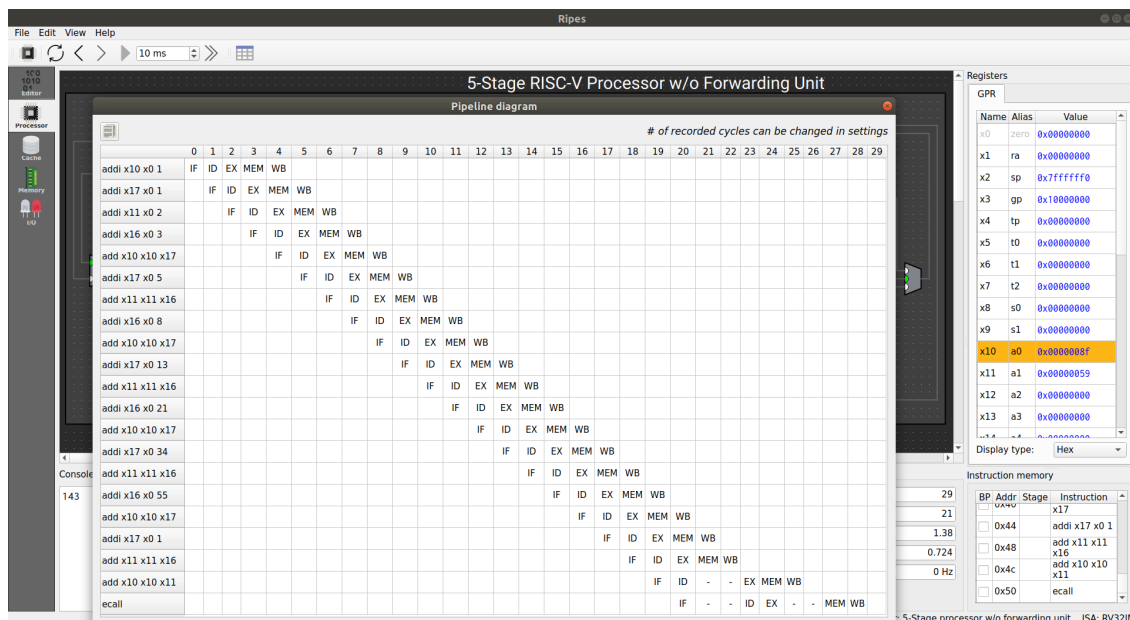 Ripes
File Edit View Help
10 ms
Editor
Processor
Cache
Memory
I/O
5-Stage RISC-V Processor w/o Forwarding Unit
Pipeline diagram
# of recorded cycles can be changed in settings
0 1 2 3 4 5 6 7 8 9 10 11 12 13 14 15 16 17 18 19 20 21 22 23 24 25 26 27 28 29
addi x10 x0 1 IF ID EX MEM WB
addi x17 x0 1 IF ID EX MEM WB
addi x11 x0 2 IF ID EX MEM WB
addi x16 x0 3 IF ID EX MEM WB
add x10 x10 x17 IF ID EX MEM WB
addi x17 x0 5 IF ID EX MEM WB
add x11 x11 x16 IF ID EX MEM WB
addi x16 x0 8 IF ID EX MEM WB
add x10 x10 x17 IF ID EX MEM WB
addi x17 x0 13 IF ID EX MEM WB
add x11 x11 x16 IF ID EX MEM WB
addi x16 x0 21 IF ID EX MEM WB
add x10 x10 x17 IF ID EX MEM WB
addi x17 x0 34 IF ID EX MEM WB
add x11 x11 x16 IF ID EX MEM WB
addi x16 x0 55 IF ID EX MEM WB
add x10 x10 x17 IF ID EX MEM WB
addi x17 x0 1 IF ID EX MEM WB
add x11 x11 x16 IF ID EX MEM WB
add x10 x10 x11 IF ID - - EX MEM WB
ecall IF - - ID EX - - MEM WB
Console
143
29
21
1.38
0.724
0 Hz
Registers
GPR
Name Alias Value
x0 zero 0x00000000
x1 ra 0x00000000
x2 sp 0x7ffffff0
x3 gp 0x10000000
x4 tp 0x00000000
x5 t0 0x00000000
x6 t1 0x00000000
x7 t2 0x00000000
x8 s0 0x00000000
x9 s1 0x00000000
x10 a0 0x0000008f
x11 a1 0x00000059
x12 a2 0x00000000
x13 a3 0x00000000
Display type: Hex
Instruction memory
BP Addr Stage Instruction
0x40 x17
0x44 addi x17 x0 1
0x48 add x11 x11
x16
0x4c add x10 x10
x11
0x50 ecall
5-Stage processor w/o forwarding unit ISA: RV32IM